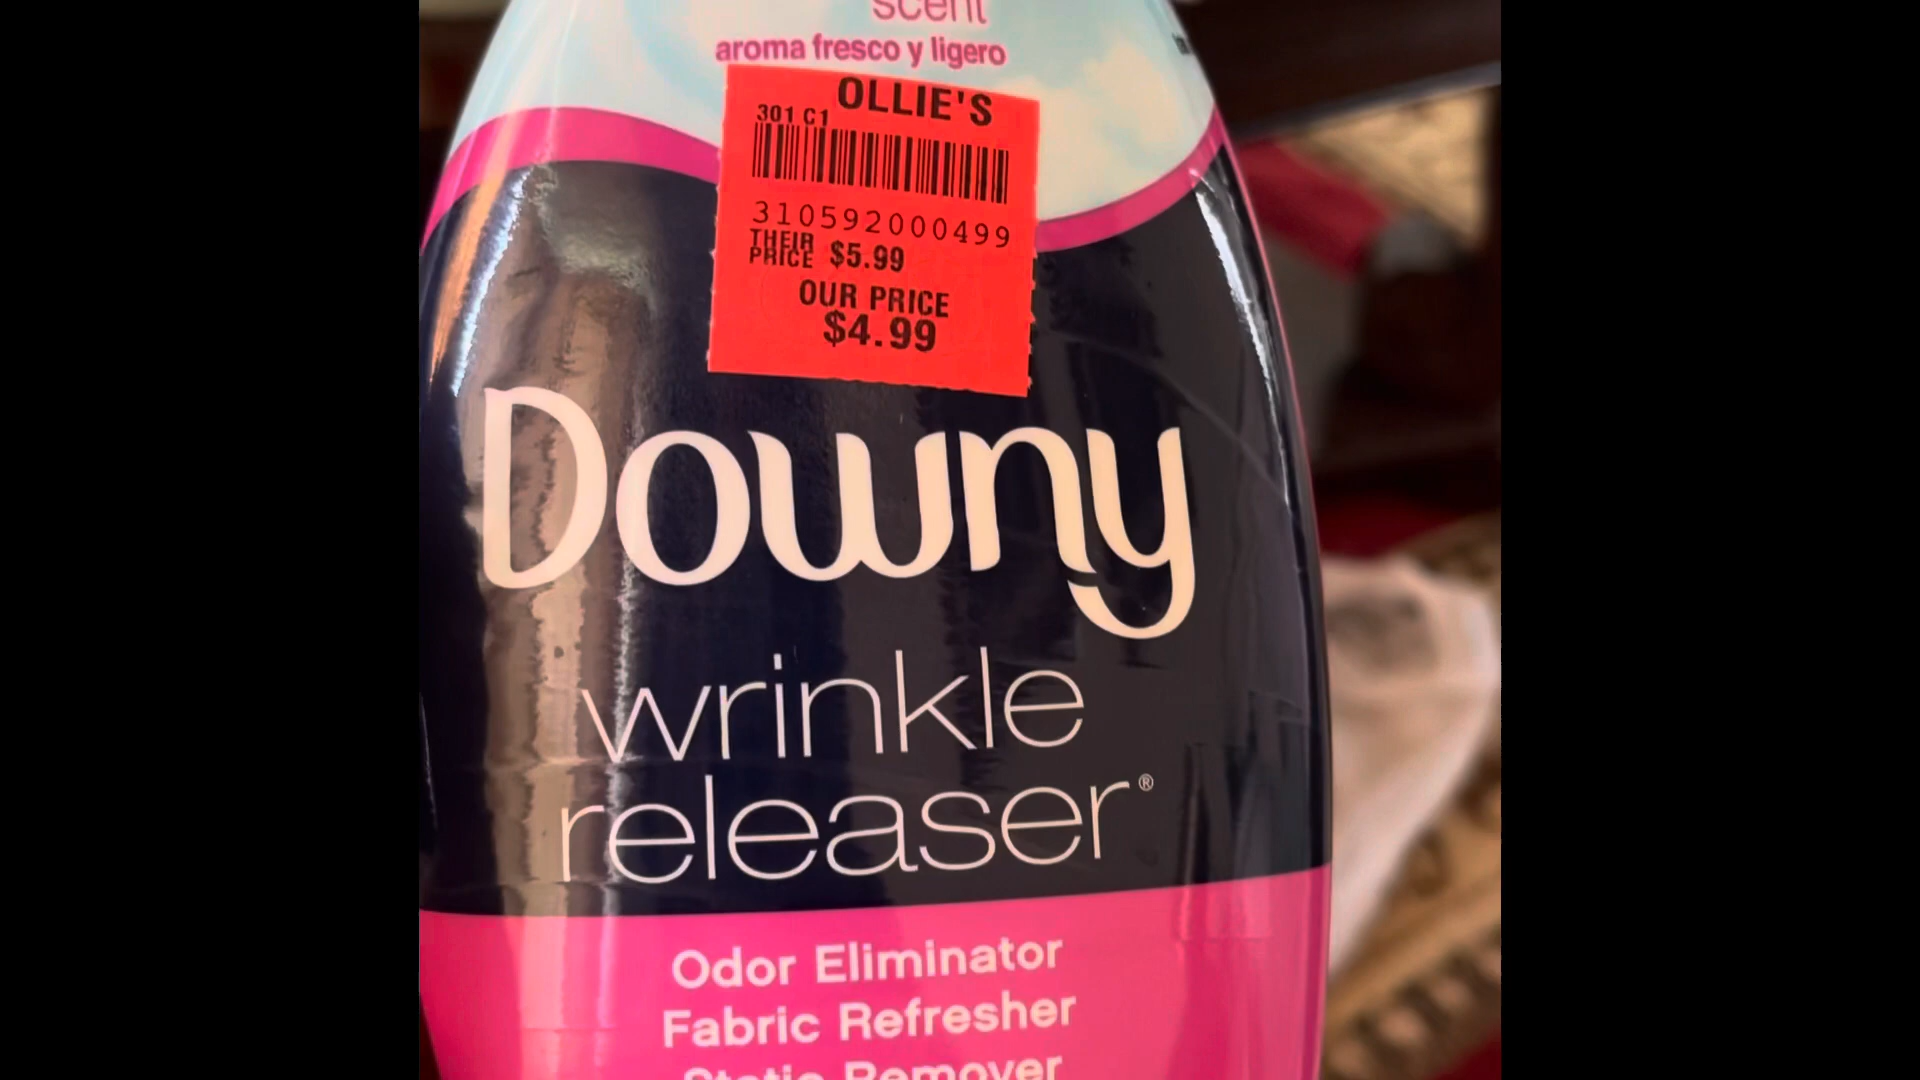 scent
aroma fresco y ligero
OLLIE'S
301 C1
310592000499
THEIR
PRICE $5.99
OUR PRICE
$4.99
Downy
wrinkle
releaser®
Odor Eliminator
Fabric Refresher
Static Remover